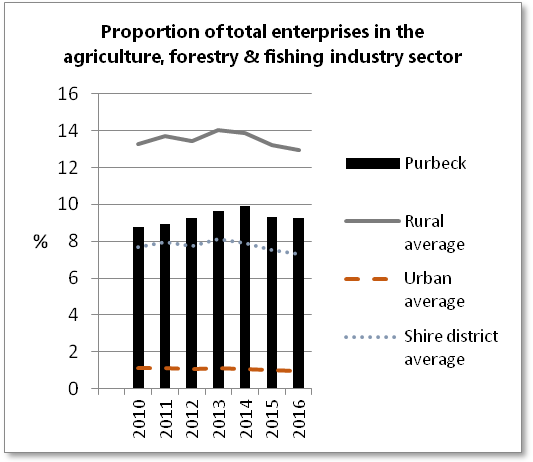 Proportion of total enterprises in the
agriculture, forestry & fishing industry sector
16
14
12
10
8
6
4
2
0
%
2010
2011
2012
2013
2014
2015
2016
Purbeck
Rural
average
Urban
average
Shire district
average